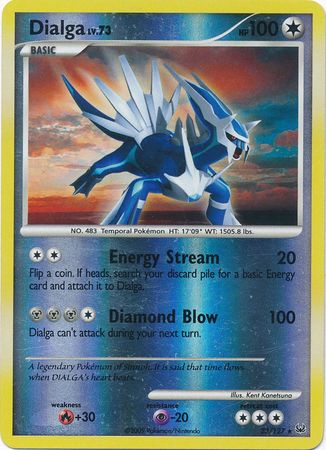 Dialga LV.73
HP 100
BASIC
NO. 483 Temporal Pokémon HT: 17'09" WT: 1505.8 lbs.
Energy Stream 20
Flip a coin. If heads, search your discard pile for a basic Energy
card and attach it to Dialga.
Diamond Blow 100
Dialga can't attack during your next turn.
A legendary Pokémon of Sinnoh. It is said that time flows
when DIALGA's heart beats.
Illus. Kent Kanetsuna
weakness resistance retreat cost
+30 -20
©2009 Pokémon/Nintendo
/127 ★